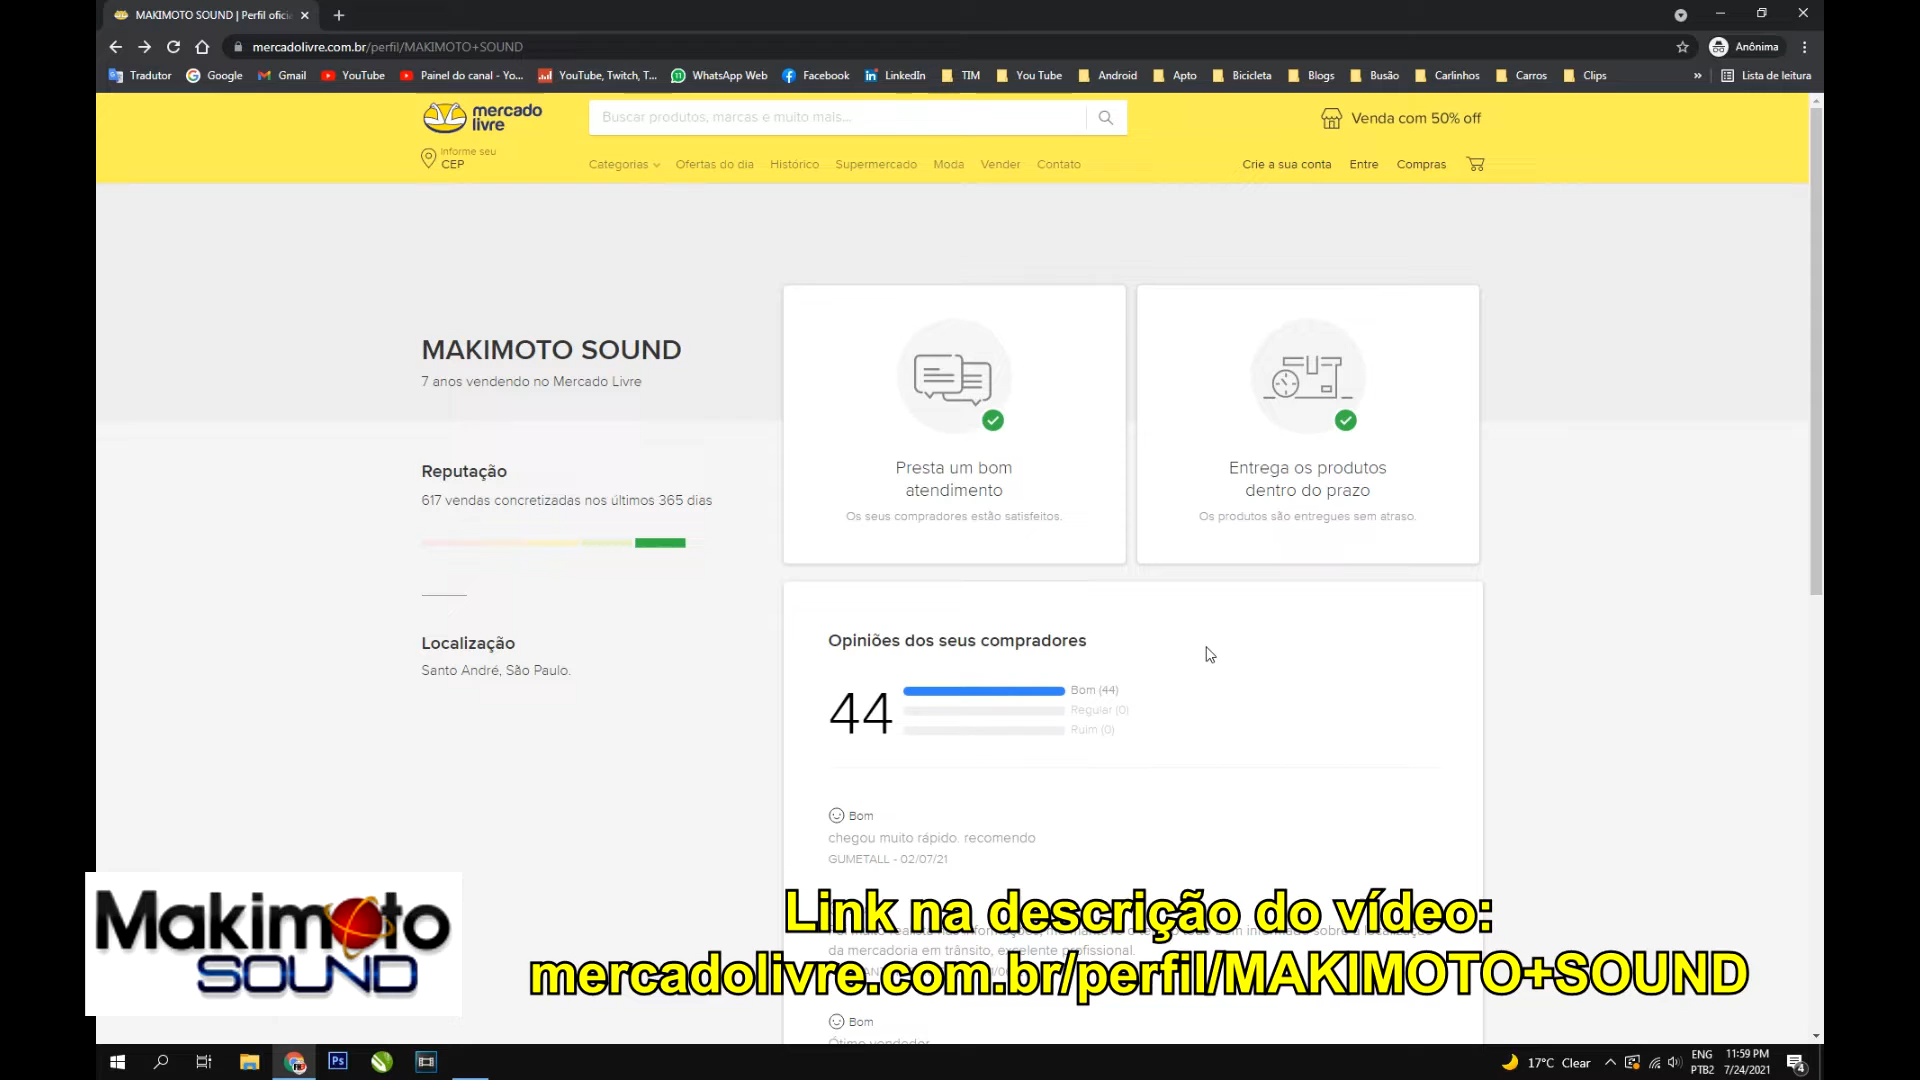 MAKIMOTO SOUND | Perfil ofici
mercadolivre.com.br/perfil/MAKIMOTO+SOUND
Anônima
Tradutor
Google
Gmail
YouTube
Painel do canal - Yo...
YouTube, Twitch, T...
WhatsApp Web
Facebook
LinkedIn
TIM
You Tube
Android
Apto
Bicicleta
Blogs
Busão
Carlinhos
Carros
Clips
»
Lista de leitura
mercado
livre
Buscar produtos, marcas e muito mais...
Venda com 50% off
Informe seu
CEP
Categorias
Ofertas do dia
Histórico
Supermercado
Moda
Vender
Contato
Crie a sua conta
Entre
Compras
MAKIMOTO SOUND
7 anos vendendo no Mercado Livre
Reputação
617 vendas concretizadas nos últimos 365 dias
Localização
Santo André, São Paulo.
Presta um bom
atendimento
Os seus compradores estão satisfeitos.
Entrega os produtos
dentro do prazo
Os produtos são entregues sem atraso.
Opiniões dos seus compradores
44
Bom (44)
Regular (0)
Ruim (0)
Bom
chegou muito rápido. recomendo
GUMETALL - 02/07/21
da mercadoria em trânsito, excelente profissional.
Bom
Ótimo vendedor
Makimoto
SOUND
Link na descrição do vídeo:
mercadolivre.com.br/perfil/MAKIMOTO+SOUND
Ps
17°C Clear
ENG
PTB2
11:59 PM
7/24/2021
4